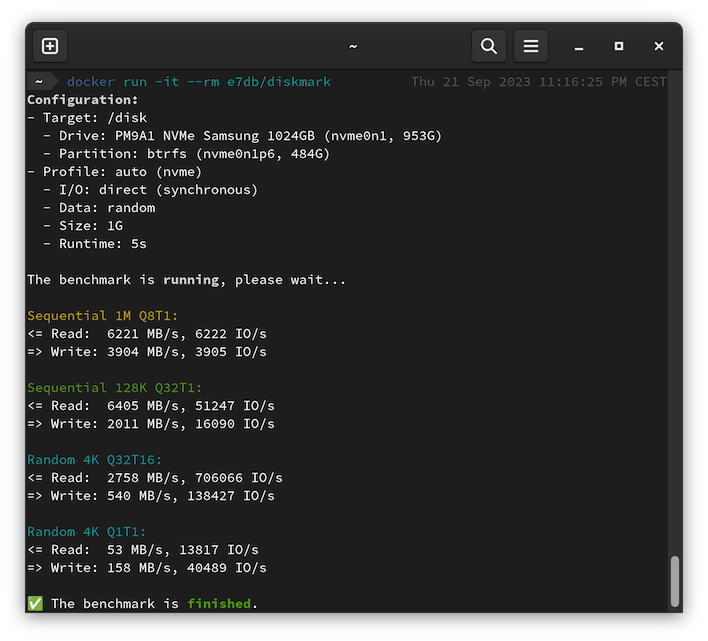 ~
~ docker run -it --rm e7db/diskmark Thu 21 Sep 2023 11:16:25 PM CEST
Configuration:
- Target: /disk
  - Drive: PM9A1 NVMe Samsung 1024GB (nvme0n1, 953G)
  - Partition: btrfs (nvme0n1p6, 484G)
- Profile: auto (nvme)
  - I/O: direct (synchronous)
  - Data: random
  - Size: 1G
  - Runtime: 5s
The benchmark is running, please wait...
Sequential 1M Q8T1:
<= Read:  6221 MB/s, 6222 IO/s
=> Write: 3904 MB/s, 3905 IO/s
Sequential 128K Q32T1:
<= Read:  6405 MB/s, 51247 IO/s
=> Write: 2011 MB/s, 16090 IO/s
Random 4K Q32T16:
<= Read:  2758 MB/s, 706066 IO/s
=> Write: 540 MB/s, 138427 IO/s
Random 4K Q1T1:
<= Read:  53 MB/s, 13817 IO/s
=> Write: 158 MB/s, 40489 IO/s
✅ The benchmark is finished.